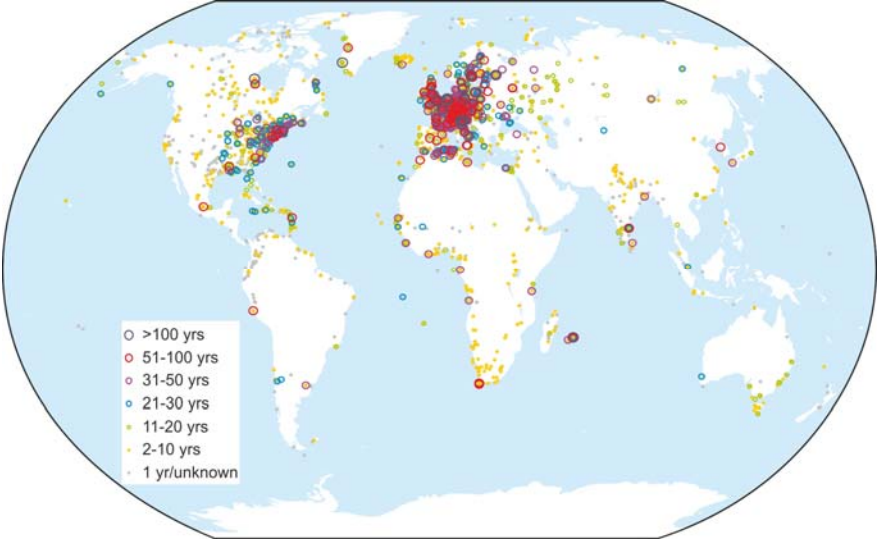 >100 yrs
51-100 yrs
31-50 yrs
21-30 yrs
11-20 yrs
2-10 yrs
1 yr/unknown